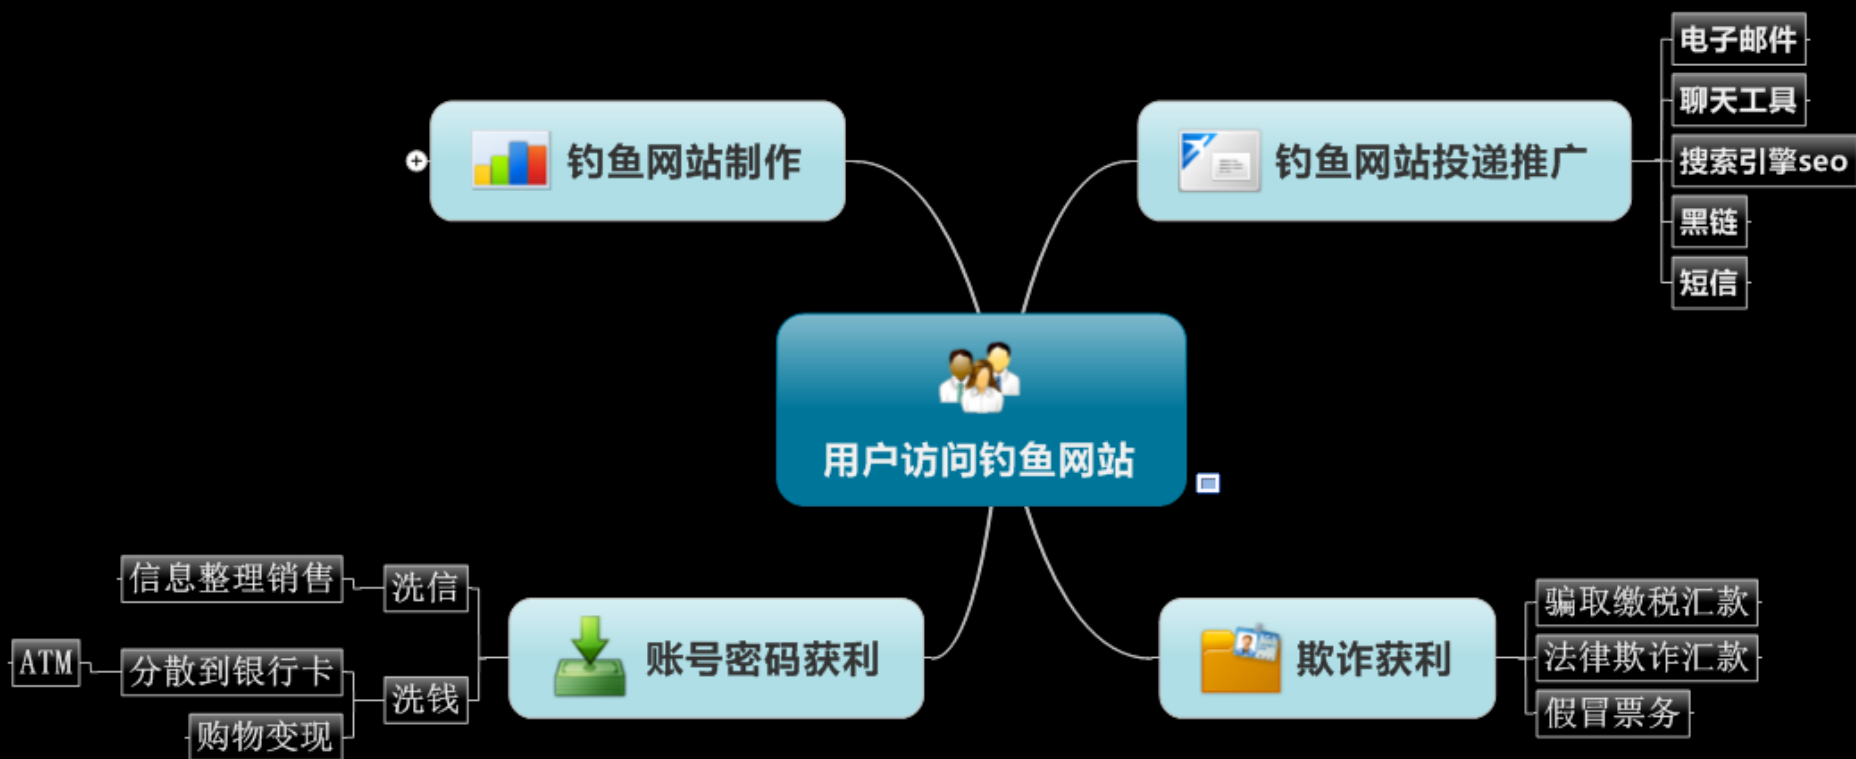 电子邮件
聊天工具
钓鱼网站制作
钓鱼网站投递推广
搜索引擎seo
黑链
短信
用户访问钓鱼网站
信息整理销售
洗信
ATM
分散到银行卡
洗钱
购物变现
账号密码获利
欺诈获利
骗取缴税汇款
法律欺诈汇款
假冒票务